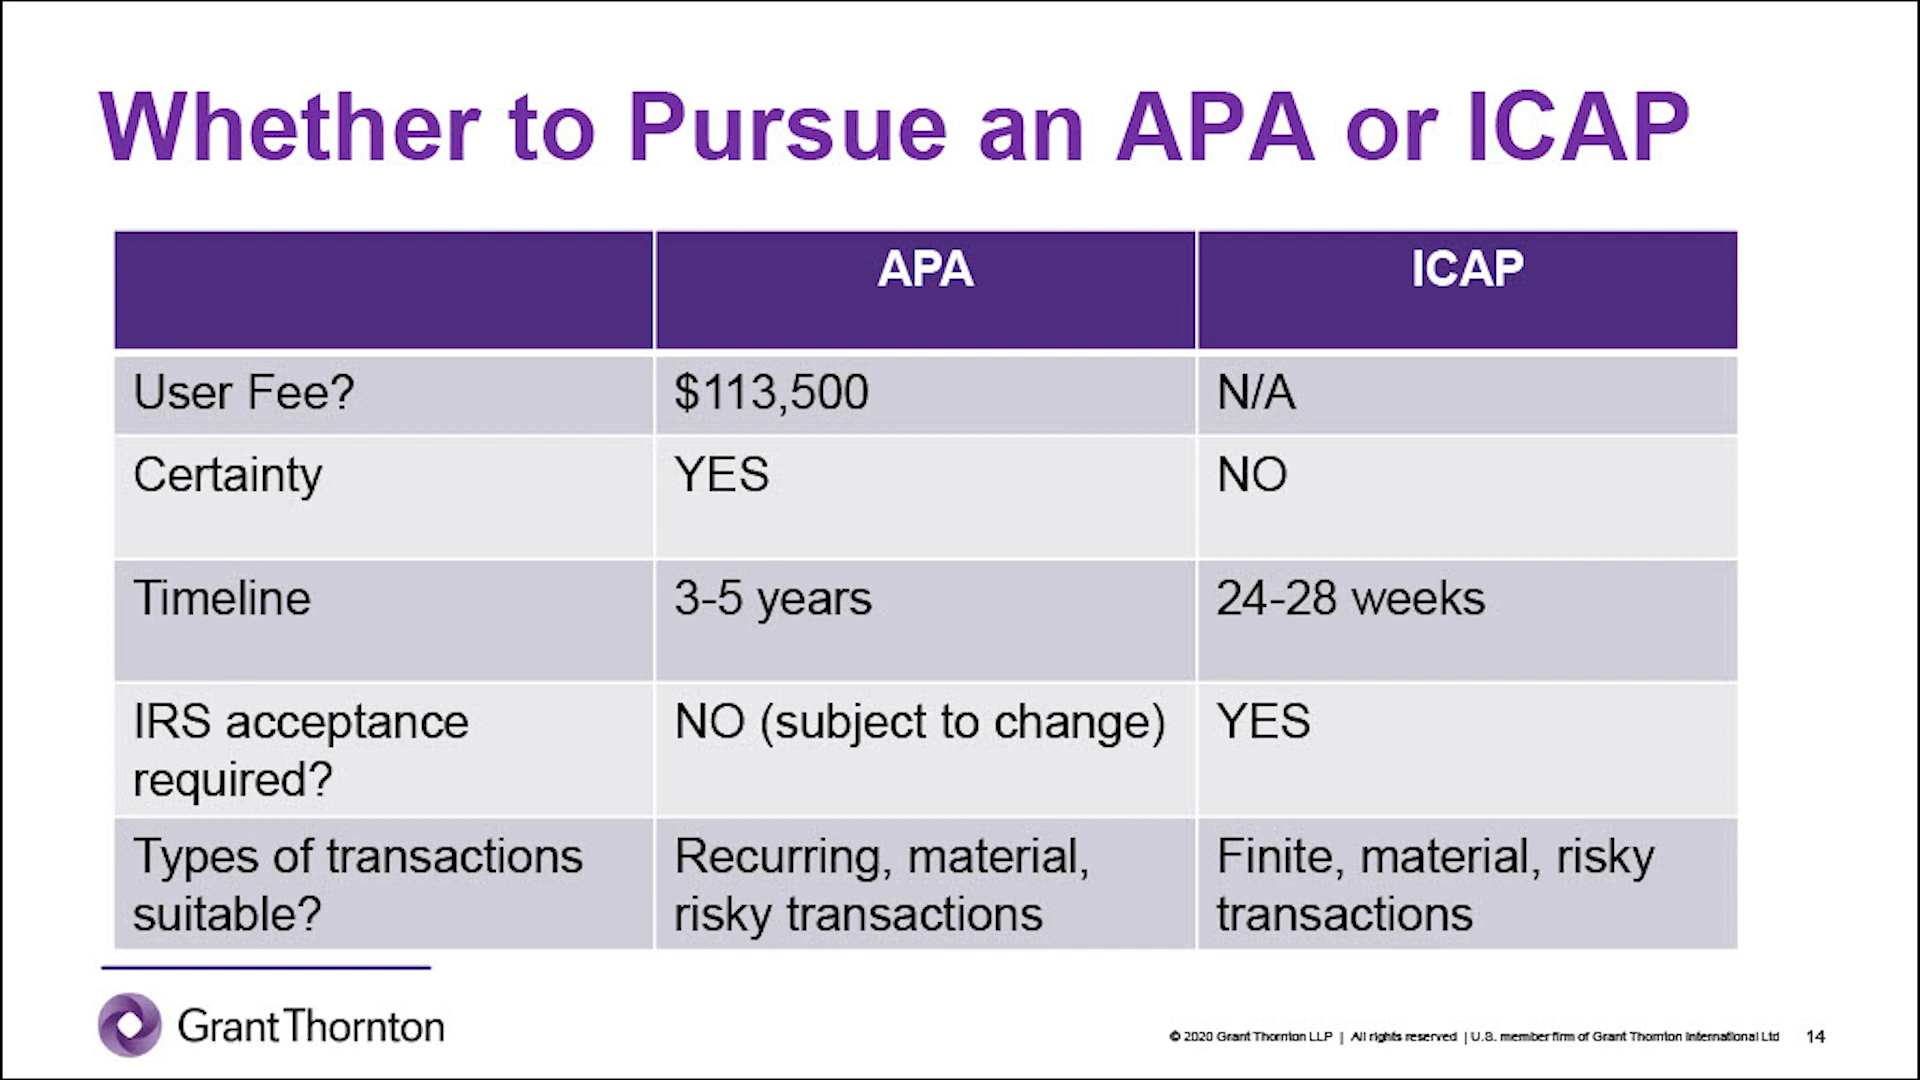 Whether to Pursue an APA or ICAP
APA
ICAP
User Fee?
$113,500
N/A
Certainty
YES
NO
Timeline
3-5 years
24-28 weeks
IRS acceptance
required?
NO (subject to change)
YES
Types of transactions
suitable?
Recurring, material,
risky transactions
Finite, material, risky
transactions
Grant Thornton
© 2020 Grant Thornton LLP | All rights reserved | U.S. member firm of Grant Thornton International Ltd 14